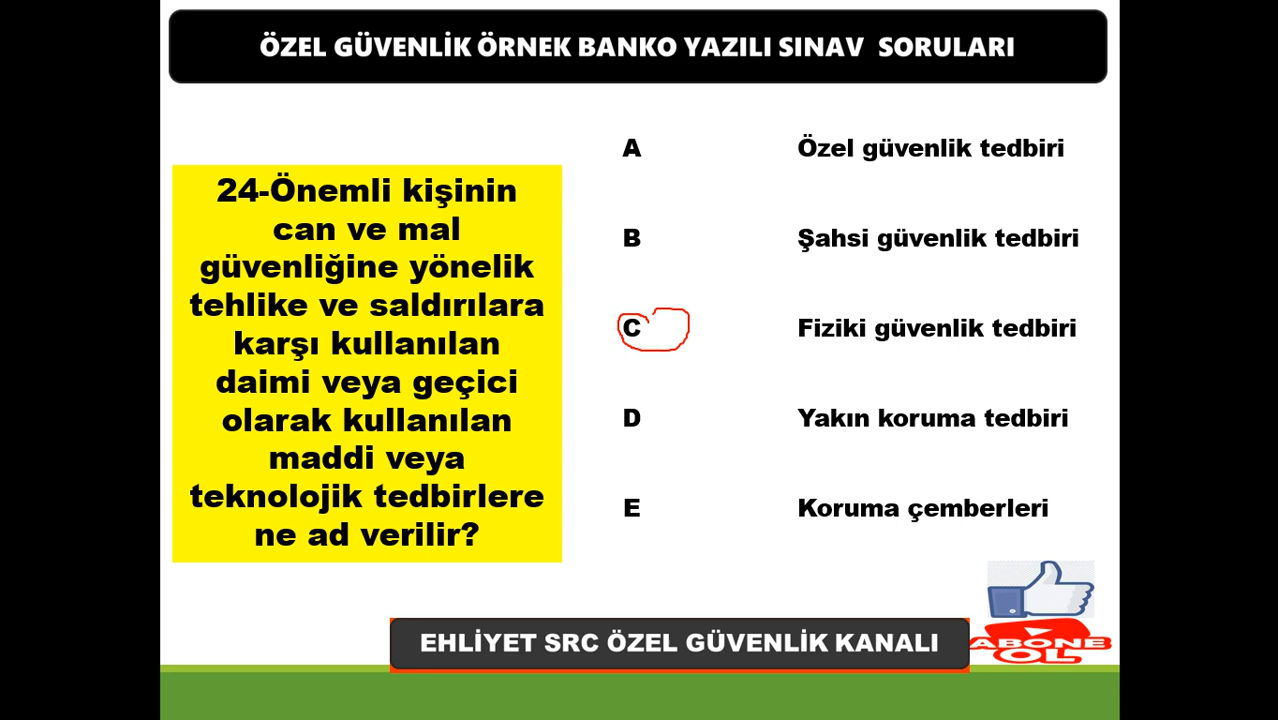 ÖZEL GÜVENLİK ÖRNEK BANKO YAZILI SINAV SORULARI
24-Önemli kişinin
can ve mal
güvenliğine yönelik
tehlike ve saldırılara
karşı kullanılan
daimi veya geçici
olarak kullanılan
maddi veya
teknolojik tedbirlere
ne ad verilir?
A Özel güvenlik tedbiri
B Şahsi güvenlik tedbiri
C Fiziki güvenlik tedbiri
D Yakın koruma tedbiri
E Koruma çemberleri
EHLİYET SRC ÖZEL GÜVENLİK KANALI
ABONE
OL